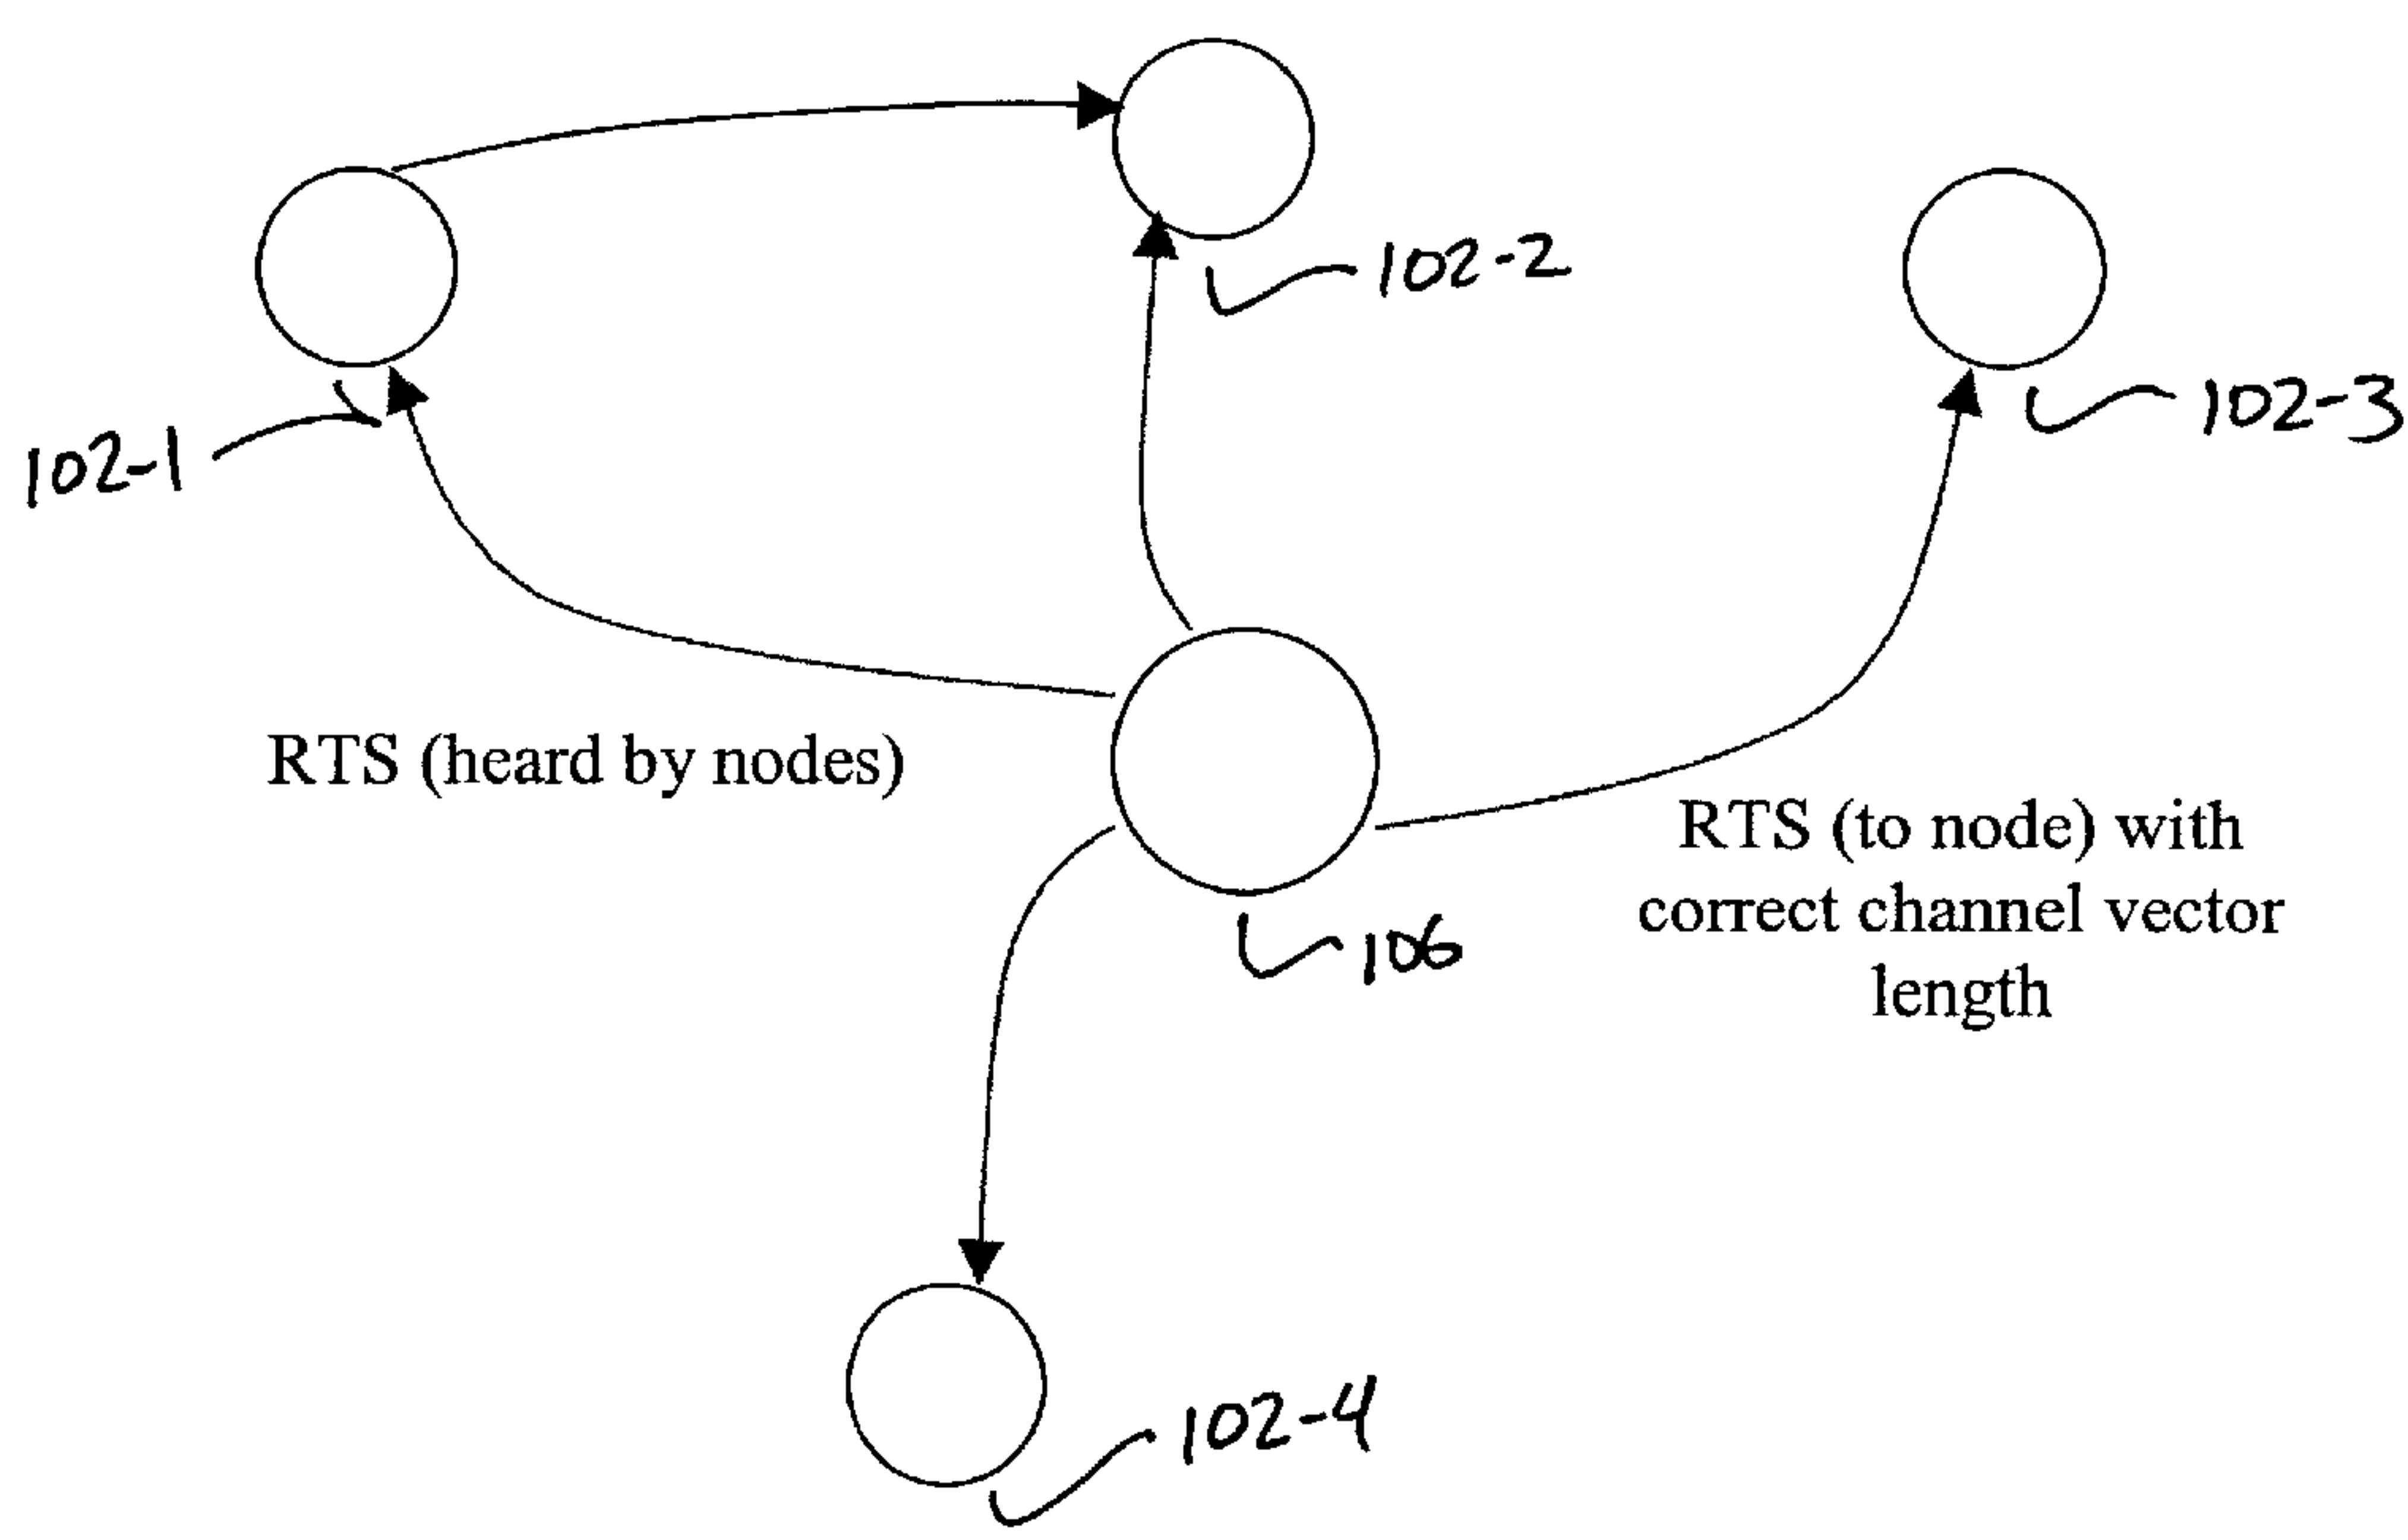 102-2
102-3
102-1
RTS (heard by nodes)
RTS (to node) with
correct channel vector
length
106
102-4